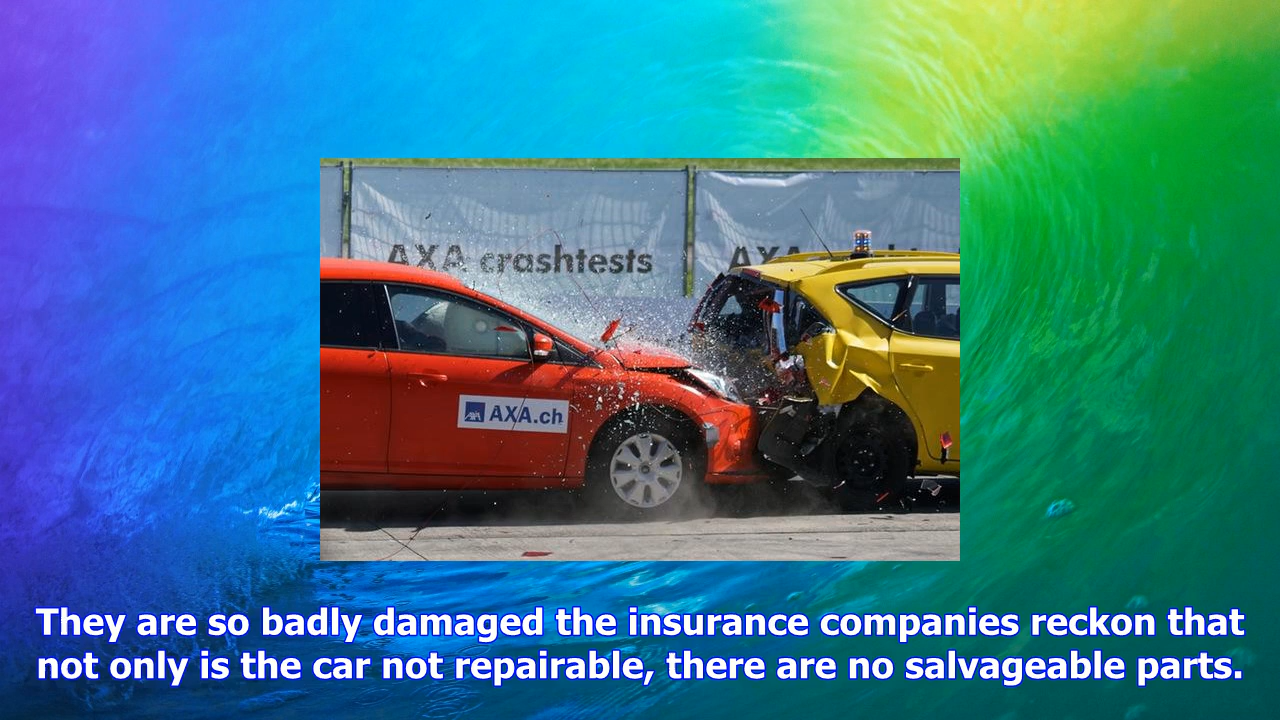 AXA crashtests
AXA
AXA.ch
They are so badly damaged the insurance companies reckon that
not only is the car not repairable, there are no salvageable parts.